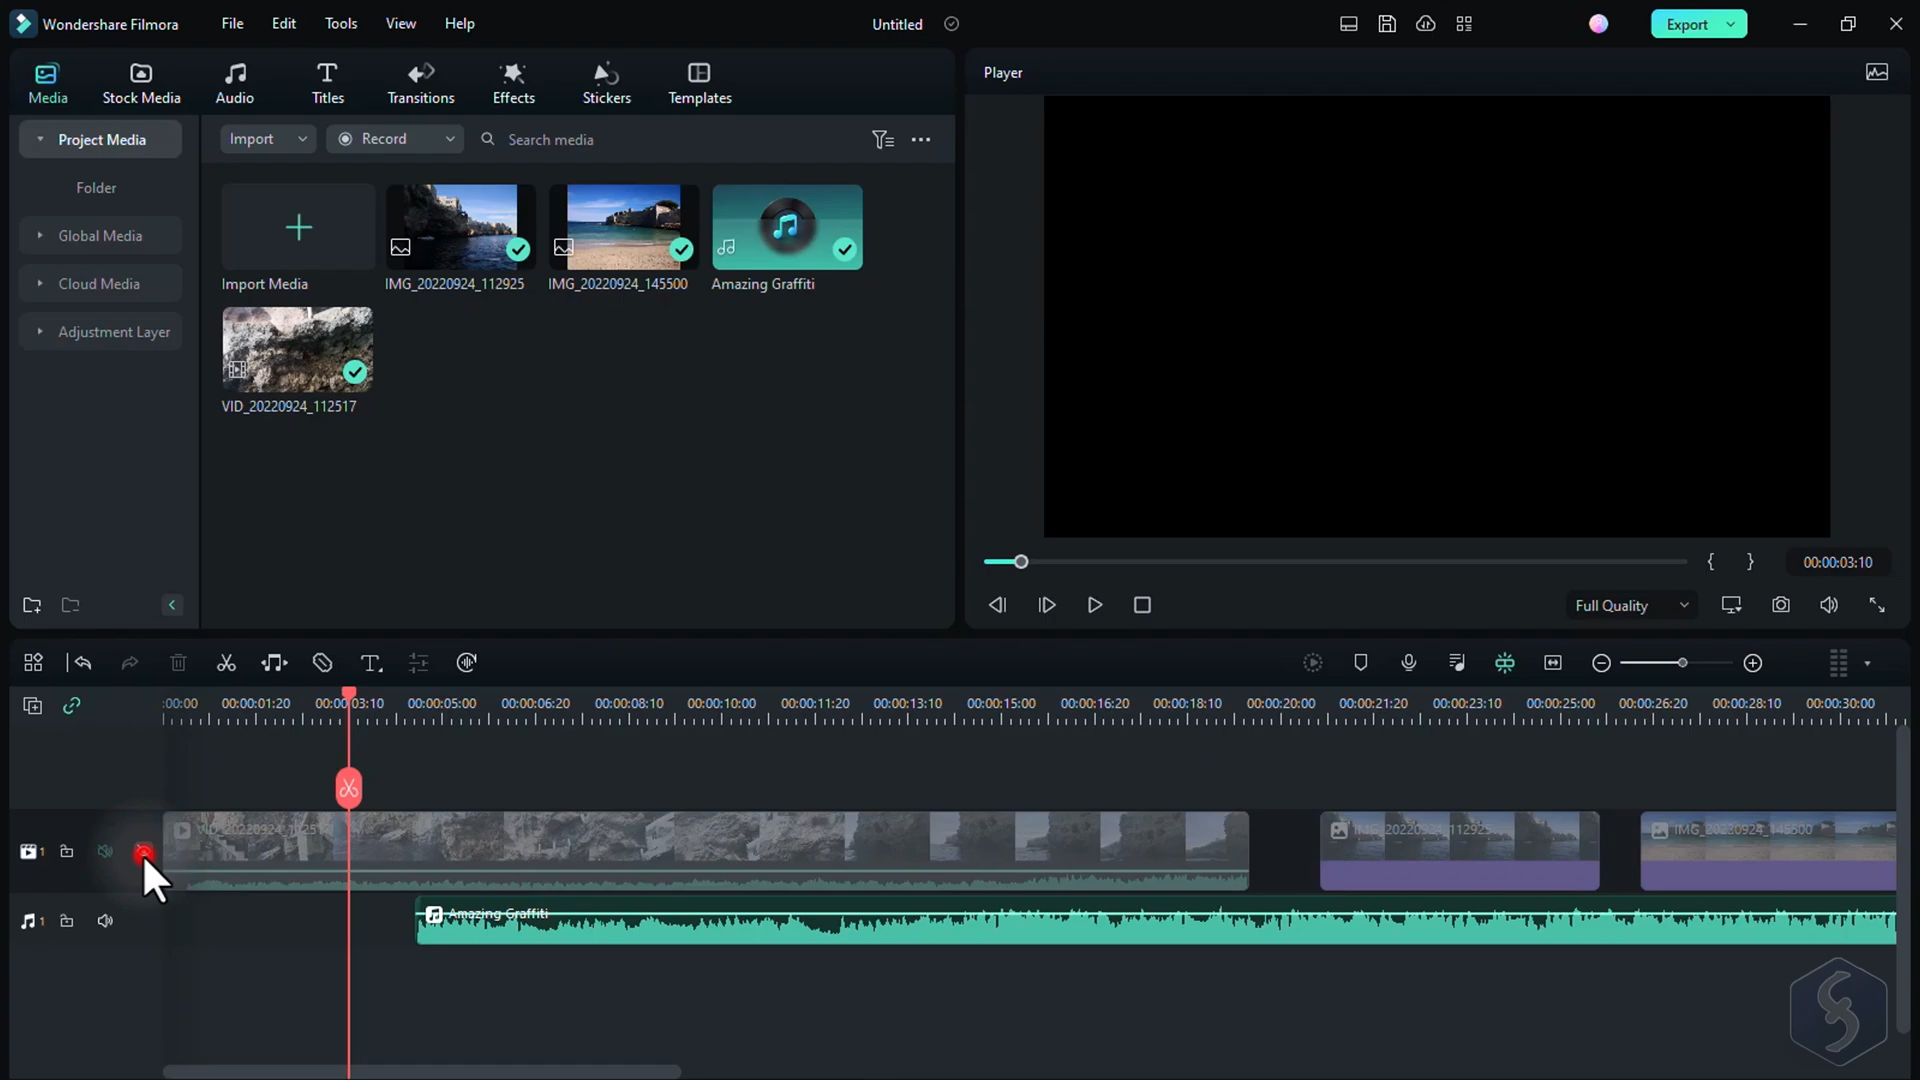 Wondershare Filmora File Edit Tools View Help Untitled Export
Media Stock Media Audio Titles Transitions Effects Stickers Templates Player
Project Media Import Record Search media
Folder
Global Media
Cloud Media
Adjustment Layer
Import Media IMG_20220924_112925 IMG_20220924_145500 Amazing Graffiti
VID_20220924_112517
00:00:03:10
Full Quality
:00:00 00:00:01:20 00:00:03:10 00:00:05:00 00:00:06:20 00:00:08:10 00:00:10:00 00:00:11:20 00:00:13:10 00:00:15:00 00:00:16:20 00:00:18:10 00:00:20:00 00:00:21:20 00:00:23:10 00:00:25:00 00:00:26:20 00:00:28:10 00:00:30:00
1 VID_20220924_112517 IMG_20220924_112925 IMG_20220924_145500
1 Amazing Graffiti